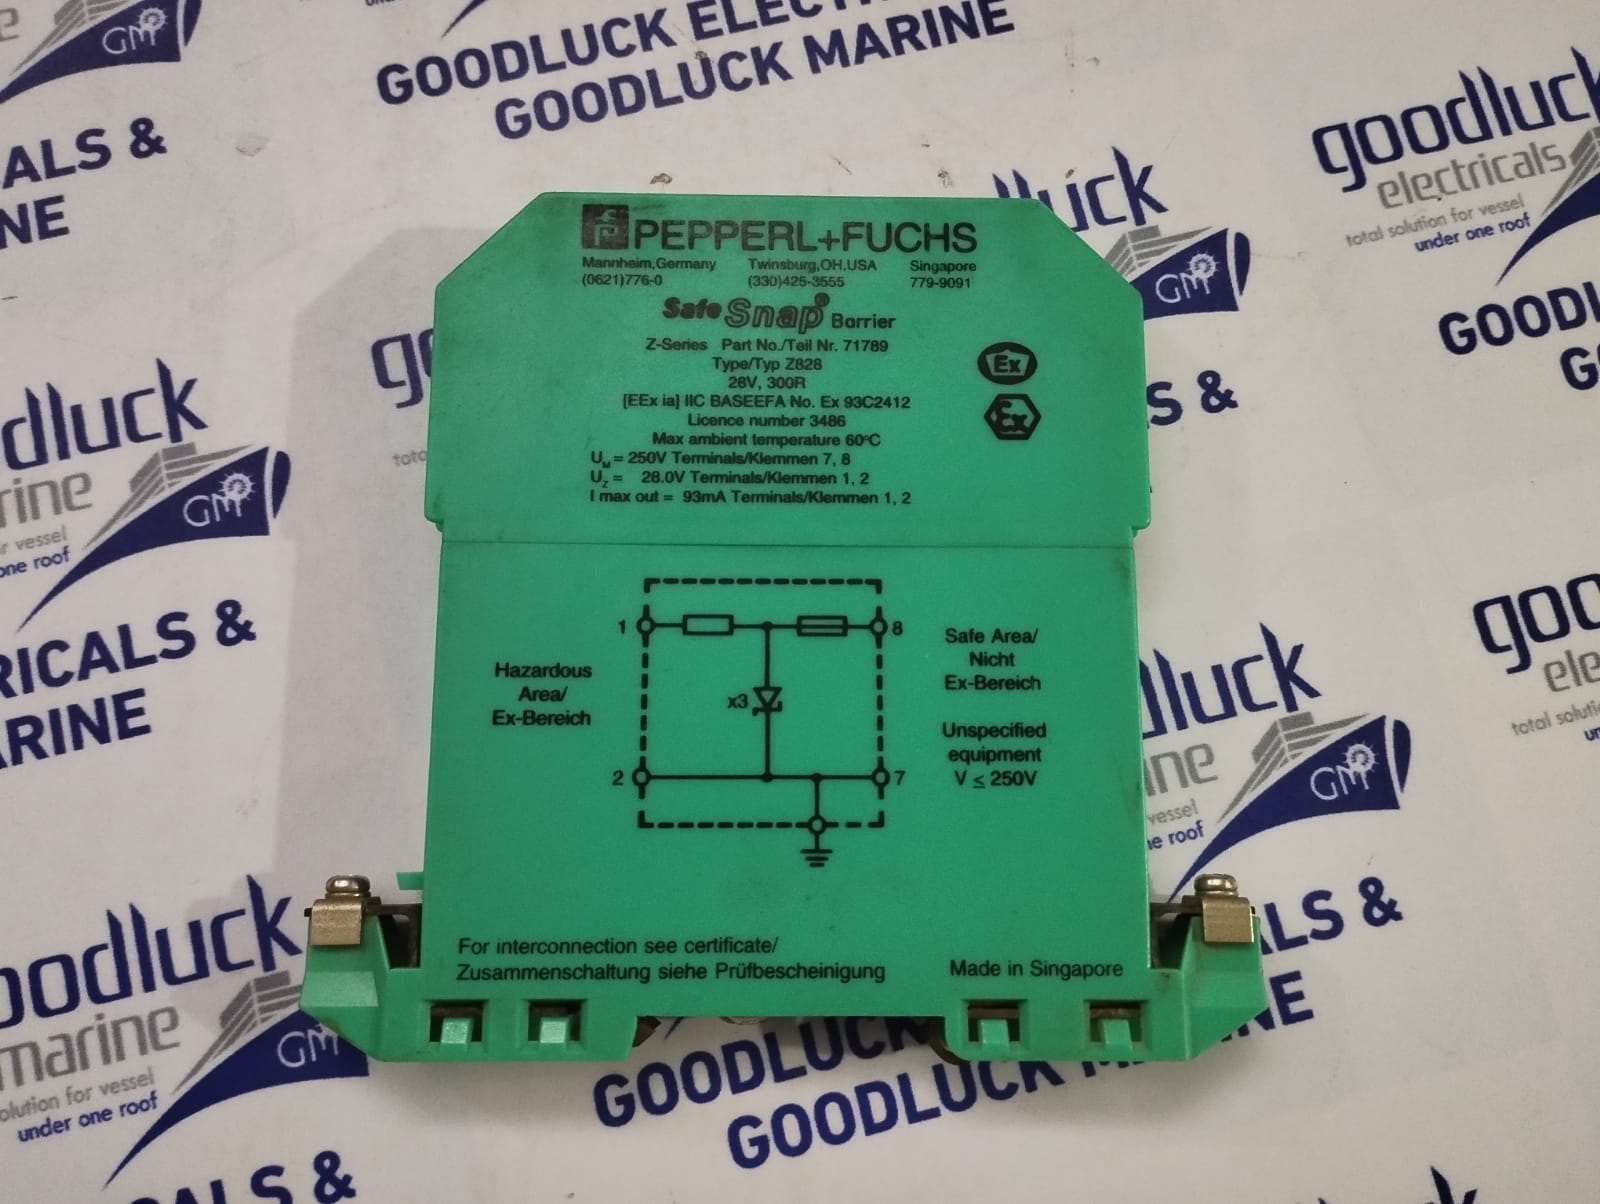 GOODLUCK MARINE
ALS &
NE
goodluck
electricals
total solution for vessel
under one roof
GM
PEPPERL+FUCHS
Mannheim,Germany Twinsburg,OH,USA Singapore
(0621)776-0 (330)425-3555 779-9091
Safe Snap® Barrier
Z-Series Part No./Teil Nr. 71789
Type/Typ Z828
28V, 300R
[EEx ia] IIC BASEEFA No. Ex 93C2412
Licence number 3486
Max ambient temperature 60°C
UM = 250V Terminals/Klemmen 7, 8
UZ = 28.0V Terminals/Klemmen 1, 2
I max out = 93mA Terminals/Klemmen 1, 2
Ex
Ex
1
8
Hazardous
Area/
Ex-Bereich
x3
Safe Area/
Nicht
Ex-Bereich
Unspecified
equipment
V ≤ 250V
2
7
For interconnection see certificate/
Zusammenschaltung siehe Prüfbescheinigung
Made in Singapore
RICALS &
ARINE
marine
under one roof
GOODLUCK
GOODLUCK